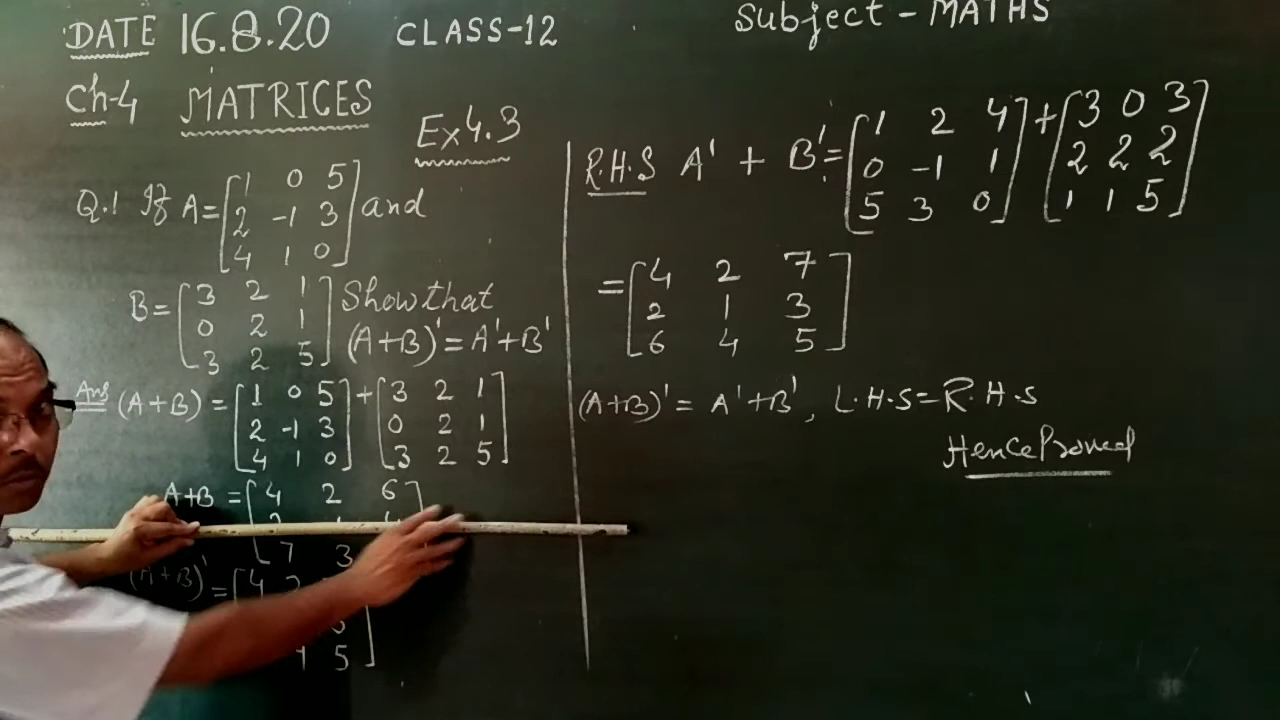 DATE 16.8.20 CLASS-12 Subject - MATHS
Ch-4 MATRICES
Ex 4.3
Q.1 If A = [1 0 5
2 -1 3
4 1 0] and
B = [3 2 1
0 2 1
3 2 5] Show that
(A+B)' = A'+B'
Ans (A+B) = [1 0 5 + [3 2 1
2 -1 3 0 2 1
4 1 0] 3 2 5]
A+B = [4 2 6
7 3
(A+B)' = [4 2
1 5]
R.H.S A' + B' = [1 2 4 + [3 0 3
0 -1 1 2 2 2
5 3 0] 1 1 5]
= [4 2 7
2 1 3
6 4 5]
(A+B)' = A'+B', L.H.S = R.H.S
Hence Proved